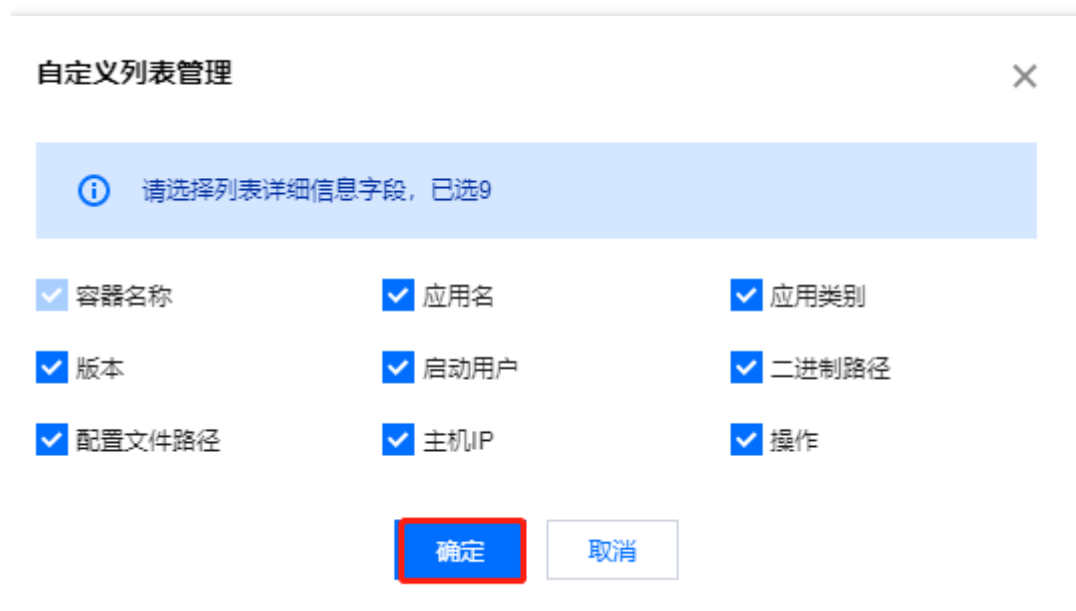 自定义列表管理
请选择列表详细信息字段，已选9
容器名称 应用名 应用类别
版本 启动用户 二进制路径
配置文件路径 主机IP 操作
确定 取消